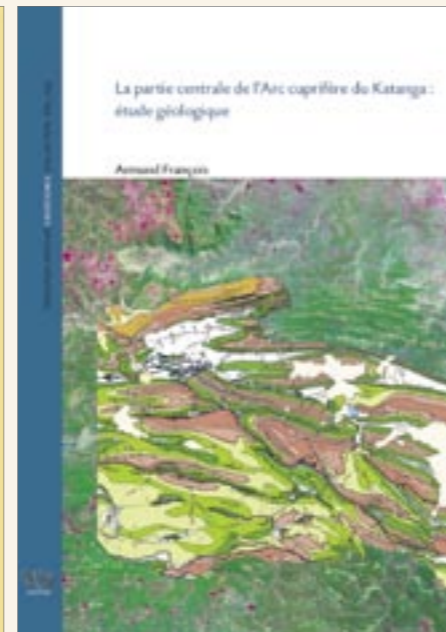 La partie centrale de l'Arc cuprifère du Katanga :
étude géologique
Armand François